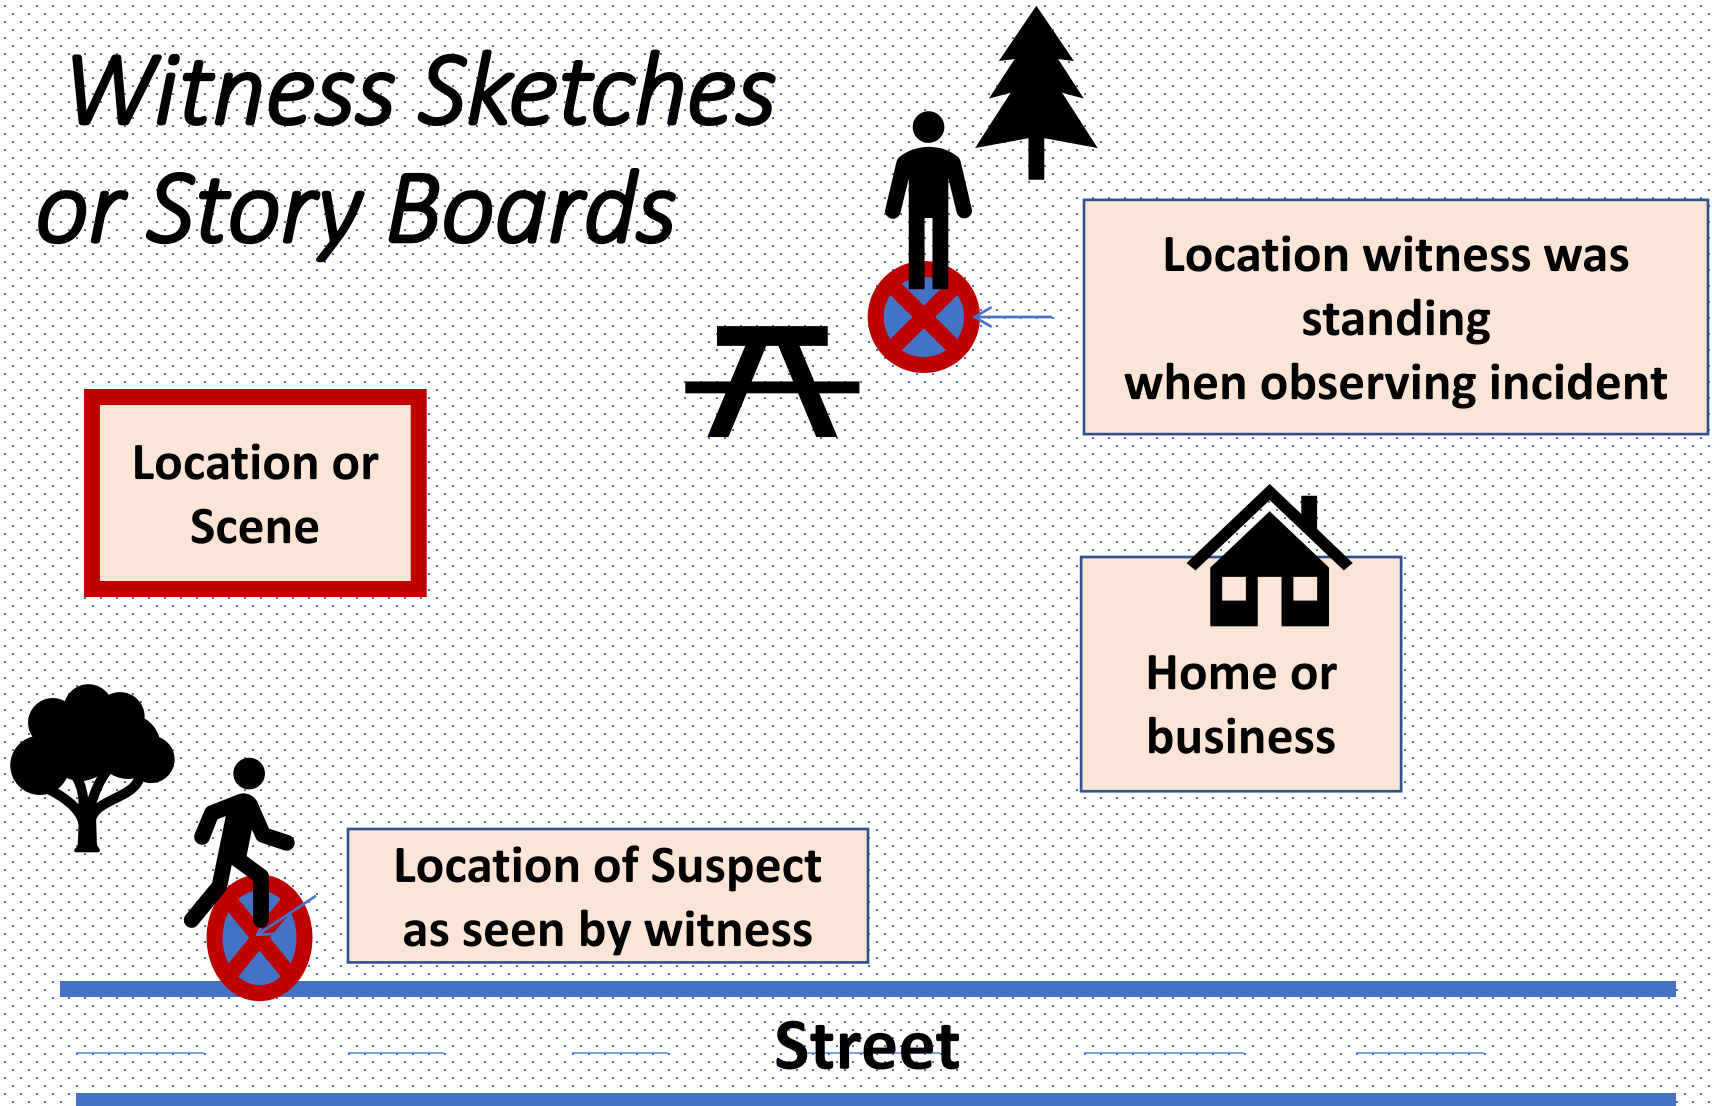 Witness Sketches
or Story Boards
Location witness was
standing
when observing incident
Location or
Scene
Home or
business
Location of Suspect
as seen by witness
Street